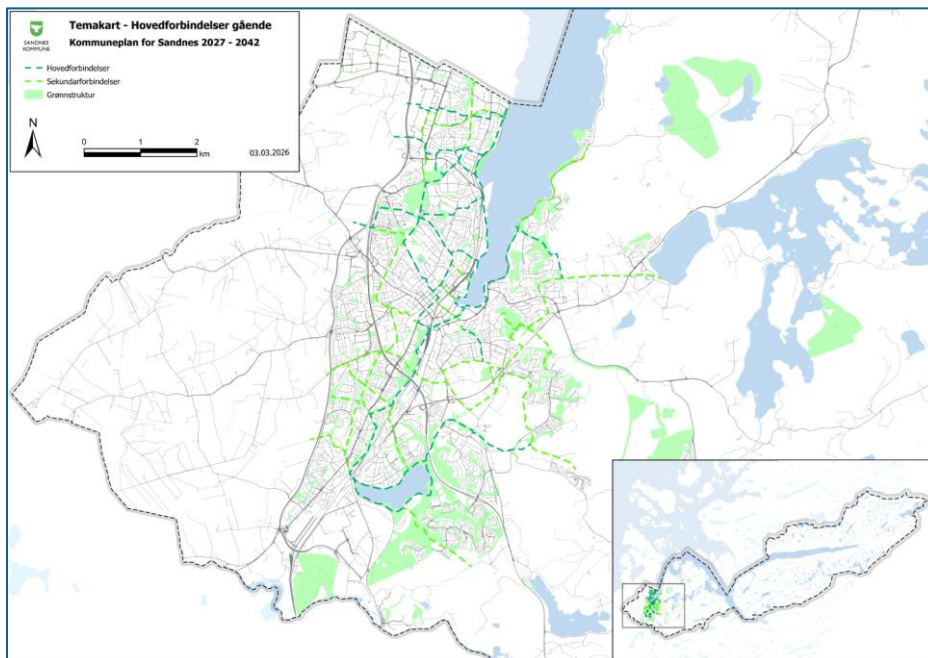 Temakart - Hovedforbindelser gående
Kommuneplan for Sandnes 2027 - 2042
SANDNES
KOMMUNE
Hovedforbindelser
Sekundærforbindelser
Grønnstruktur
N
0 1 2
km
03.03.2026